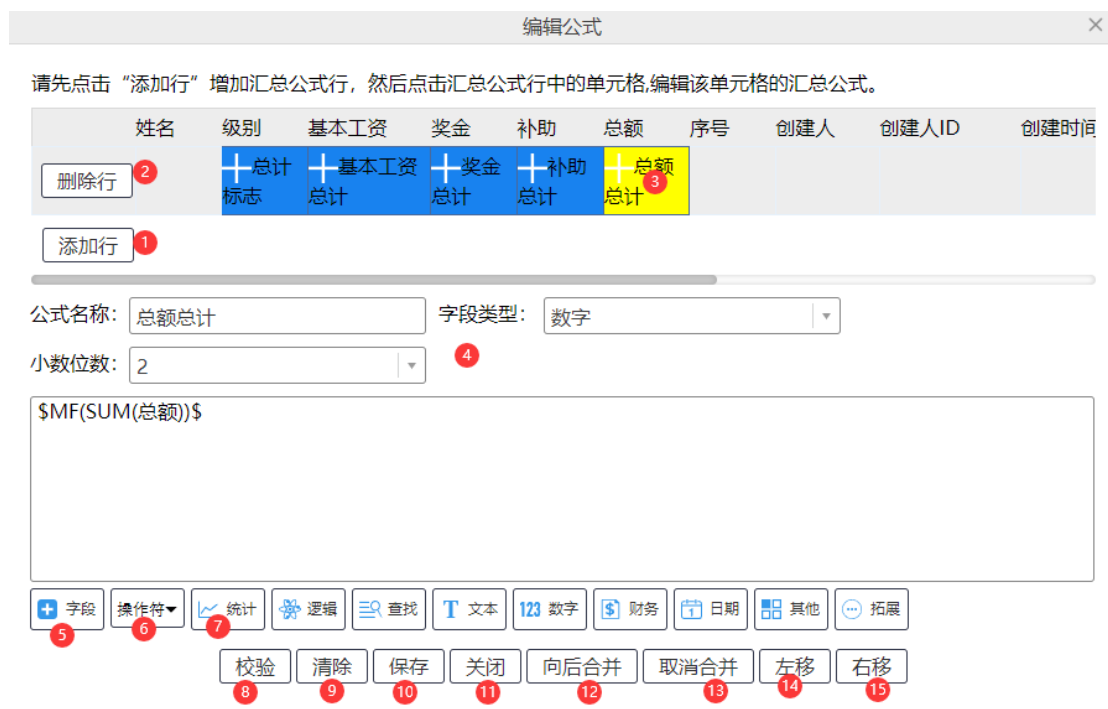 编辑公式 ×
请先点击“添加行”增加汇总公式行，然后点击汇总公式行中的单元格,编辑该单元格的汇总公式。
姓名 级别 基本工资 奖金 补助 总额 序号 创建人 创建人ID 创建时间
删除行 2 总计标志 基本工资总计 奖金总计 补助总计 总额总计 3
添加行 1
公式名称： 总额总计 字段类型： 数字
小数位数： 2 4
$MF(SUM(总额))$
字段 操作符 统计 逻辑 查找 T 文本 123 数字 $ 财务 1 日期 其他 拓展
5 6 7
校验 清除 保存 关闭 向后合并 取消合并 左移 右移
8 9 10 11 12 13 14 15